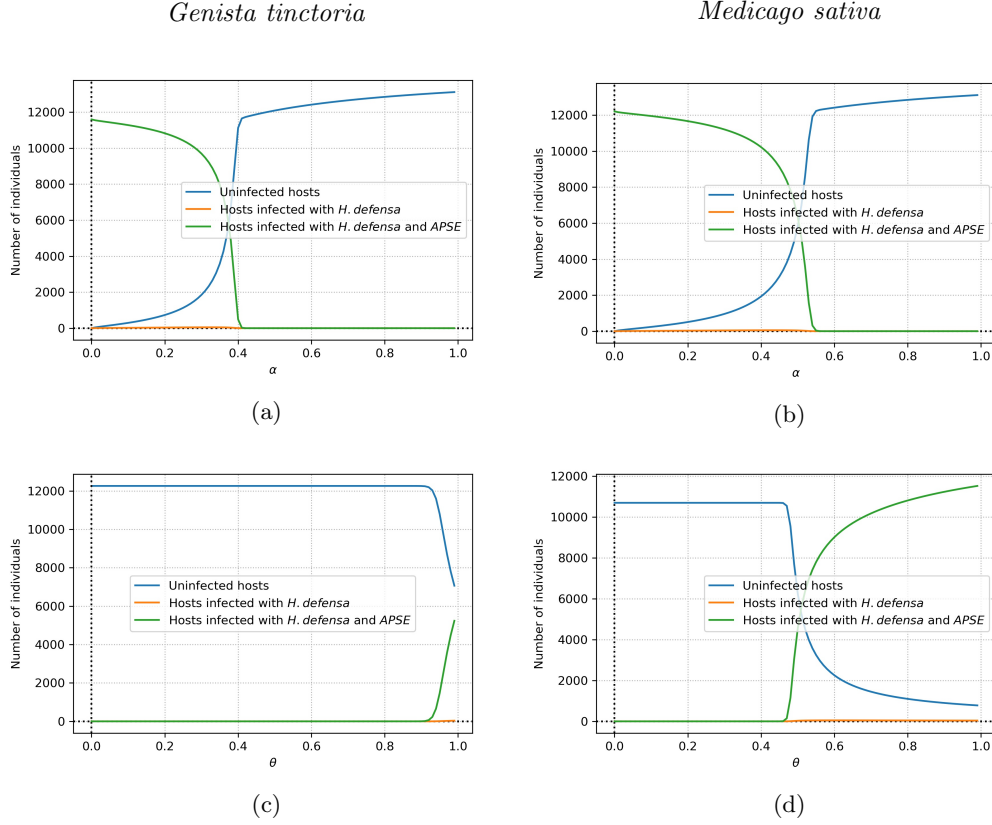 Genista tinctoria
Medicago sativa
Number of individuals
12000
10000
8000
6000
4000
2000
0
Uninfected hosts
Hosts infected with H. defensa
Hosts infected with H. defensa and APSE
0.0 0.2 0.4 0.6 0.8 1.0
α
(a)
Number of individuals
12000
10000
8000
6000
4000
2000
0
Uninfected hosts
Hosts infected with H. defensa
Hosts infected with H. defensa and APSE
0.0 0.2 0.4 0.6 0.8 1.0
α
(b)
Number of individuals
12000
10000
8000
6000
4000
2000
0
Uninfected hosts
Hosts infected with H. defensa
Hosts infected with H. defensa and APSE
0.0 0.2 0.4 0.6 0.8 1.0
θ
(c)
Number of individuals
12000
10000
8000
6000
4000
2000
0
Uninfected hosts
Hosts infected with H. defensa
Hosts infected with H. defensa and APSE
0.0 0.2 0.4 0.6 0.8 1.0
θ
(d)